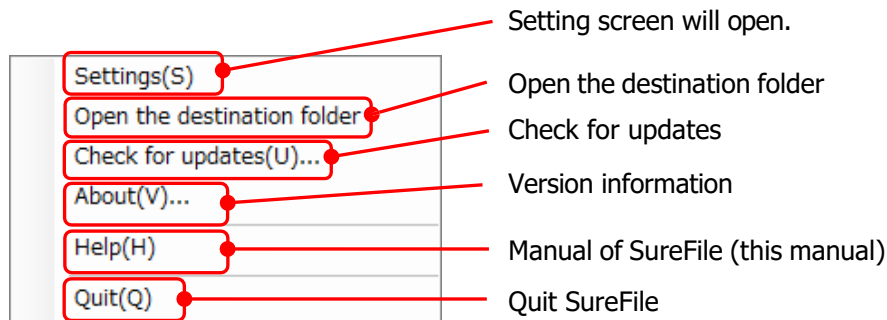 Setting screen will open.
Settings(S)
Open the destination folder
Open the destination folder
Check for updates
Check for updates(U)...
Version information
About(V)...
Help(H)
Manual of SureFile (this manual)
Quit(Q)
Quit SureFile